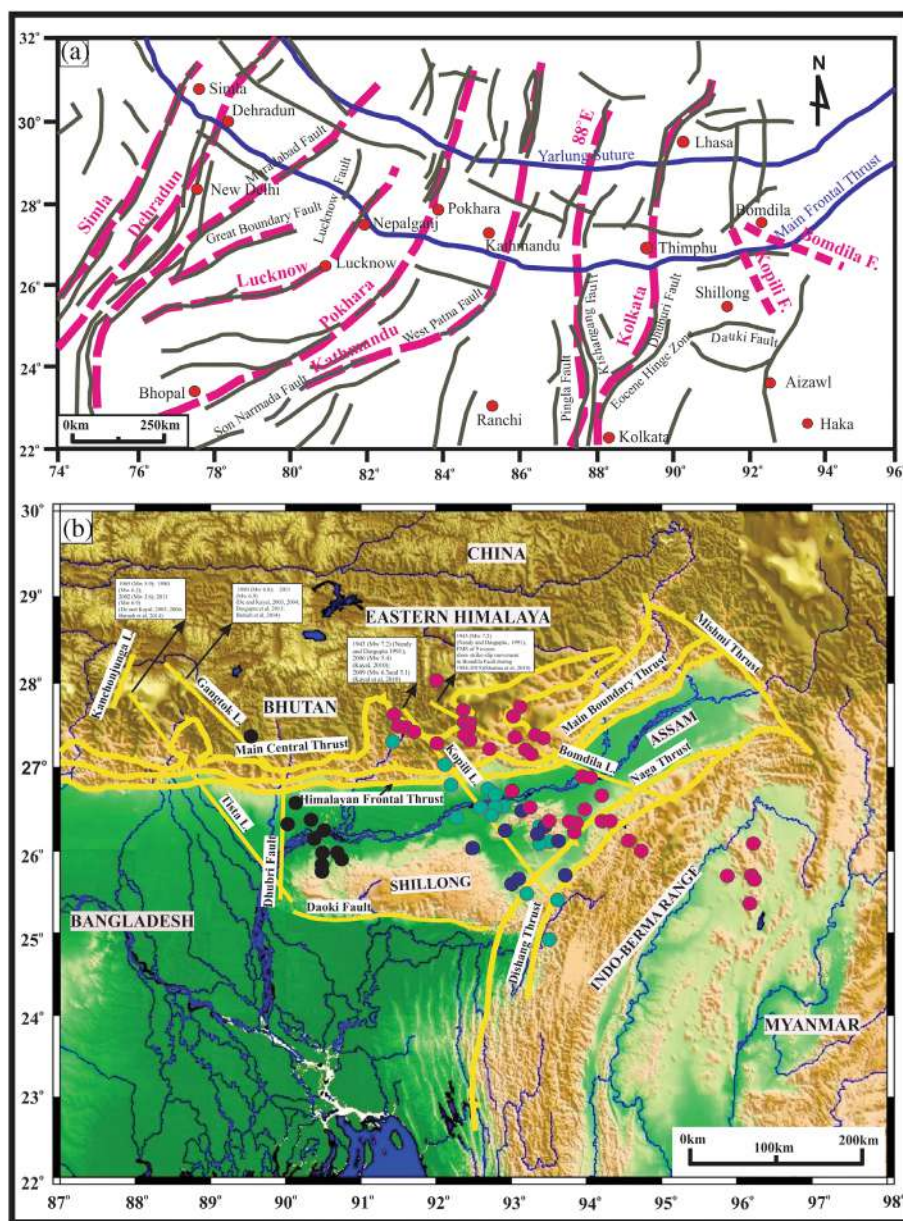 32°
(a)
N
Simla
30°
Dehradun
88°E
Lhasa
Yarlung Suture
Muradabad Fault
Main Frontal Thrust
28°
New Delhi
Lucknow Fault
Pokhara
Bomdila
Simla
Dehradun
Great Boundary Fault
Nepalganj
Kathmandu
Thimphu
Bomdila F.
Kopili F.
26°
Lucknow
Lucknow
Shillong
Pokhara
Kathmandu
West Patna Fault
Pingla Fault
Kishangang Fault
Kolkata
Dhuburi Fault
Eocene Hinge Zone
Dauki Fault
24°
Bhopal
Son Narmada Fault
Aizawl
Ranchi
Haka
0km 250km
Kolkata
22°
74° 76° 78° 80° 82° 84° 86° 88° 90° 92° 94° 96°
30°
(b)
CHINA
29°
EASTERN HIMALAYA
28°
Kanchonjunga L.
Gangtok L.
BHUTAN
Main Central Thrust
Main Boundary Thrust
Mishmi Thrust
ASSAM
27°
Kopili L.
Bomdila L.
Naga Thrust
Himalayan Frontal Thrust
Tista L.
Dhubri Fault
26°
SHILLONG
BANGLADESH
Daoki Fault
Dishang Thrust
INDO-BERMA RANGE
25°
24°
MYANMAR
23°
0km 100km 200km
22°
87° 88° 89° 90° 91° 92° 93° 94° 95° 96° 97° 98°